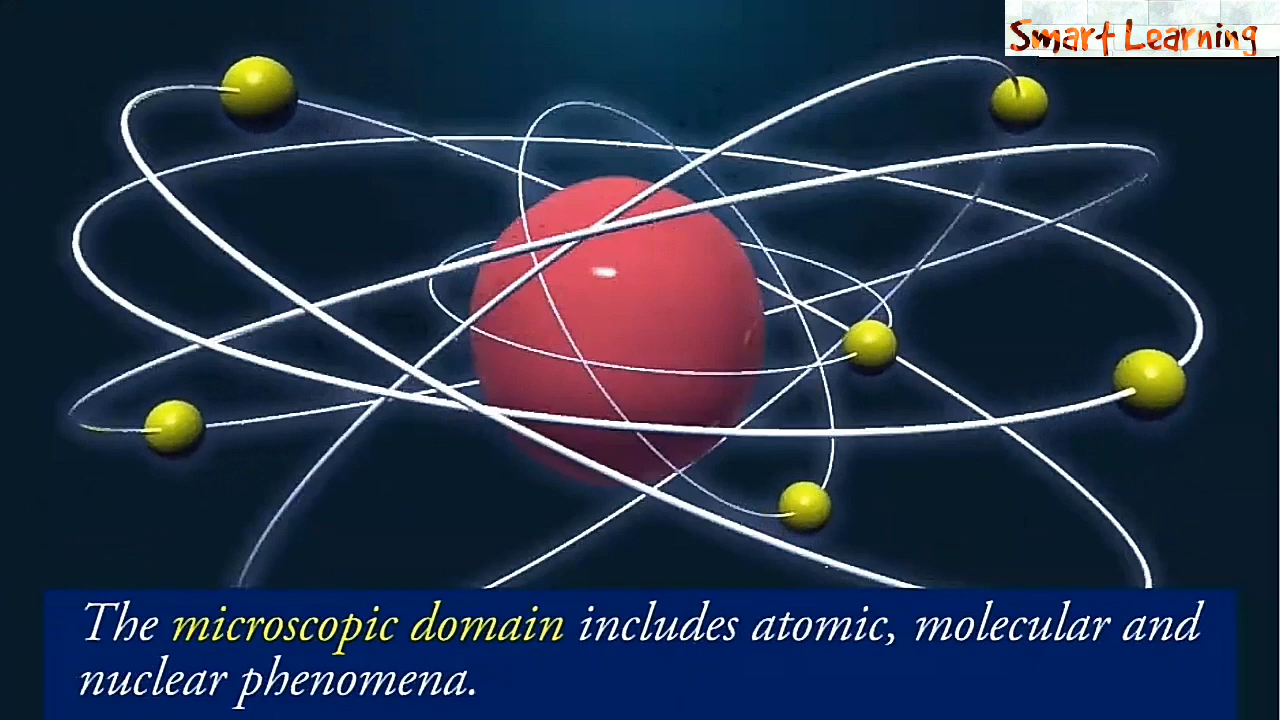 Smart Learning
The microscopic domain includes atomic, molecular and
nuclear phenomena.